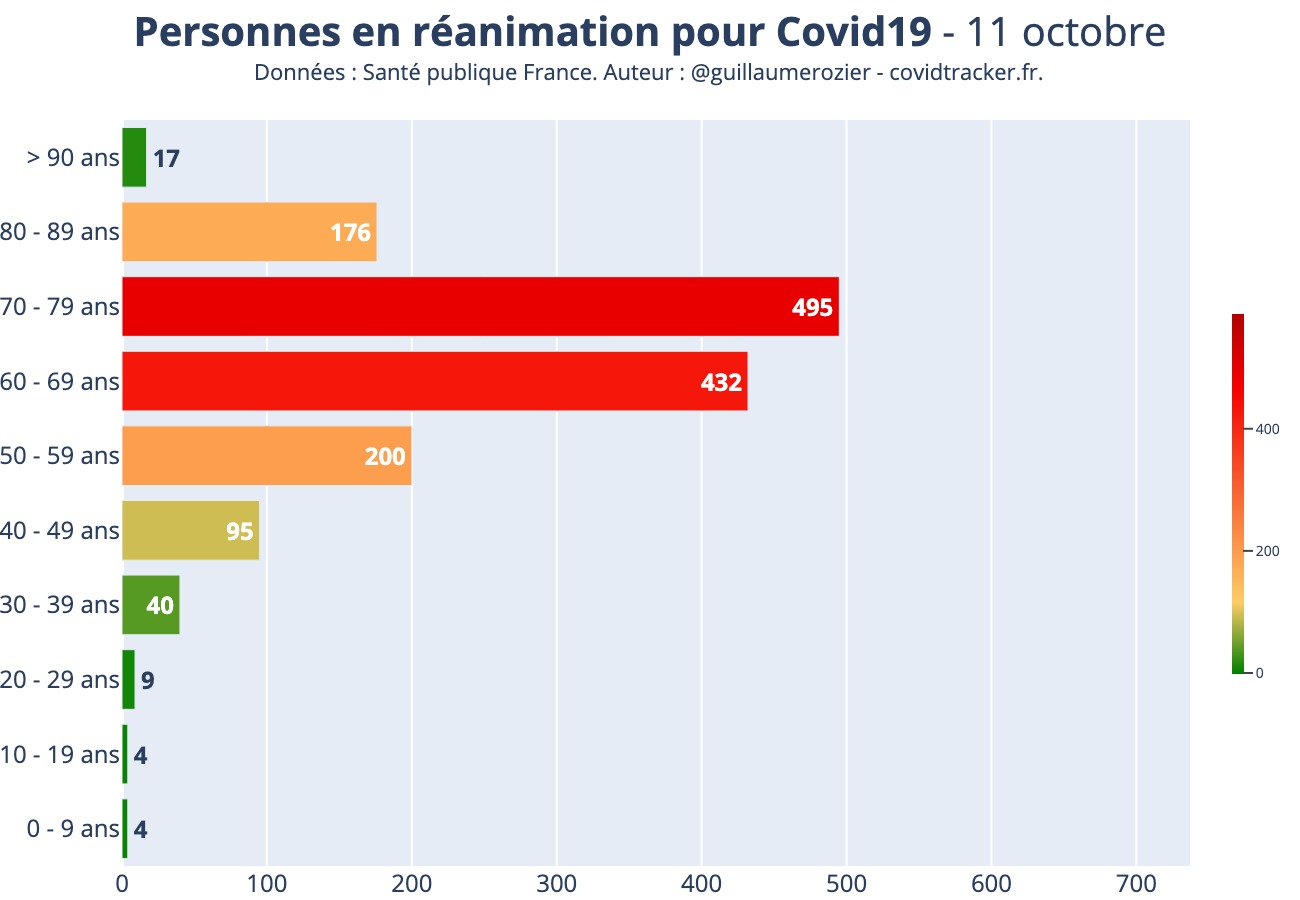 Personnes en réanimation pour Covid19 - 11 octobre
Données : Santé publique France. Auteur : @guillaumerozier - covidtracker.fr.
> 90 ans 17
80 - 89 ans 176
70 - 79 ans 495
60 - 69 ans 432
50 - 59 ans 200
40 - 49 ans 95
30 - 39 ans 40
20 - 29 ans 9
10 - 19 ans 4
0 - 9 ans 4
0 100 200 300 400 500 600 700
400
200
0